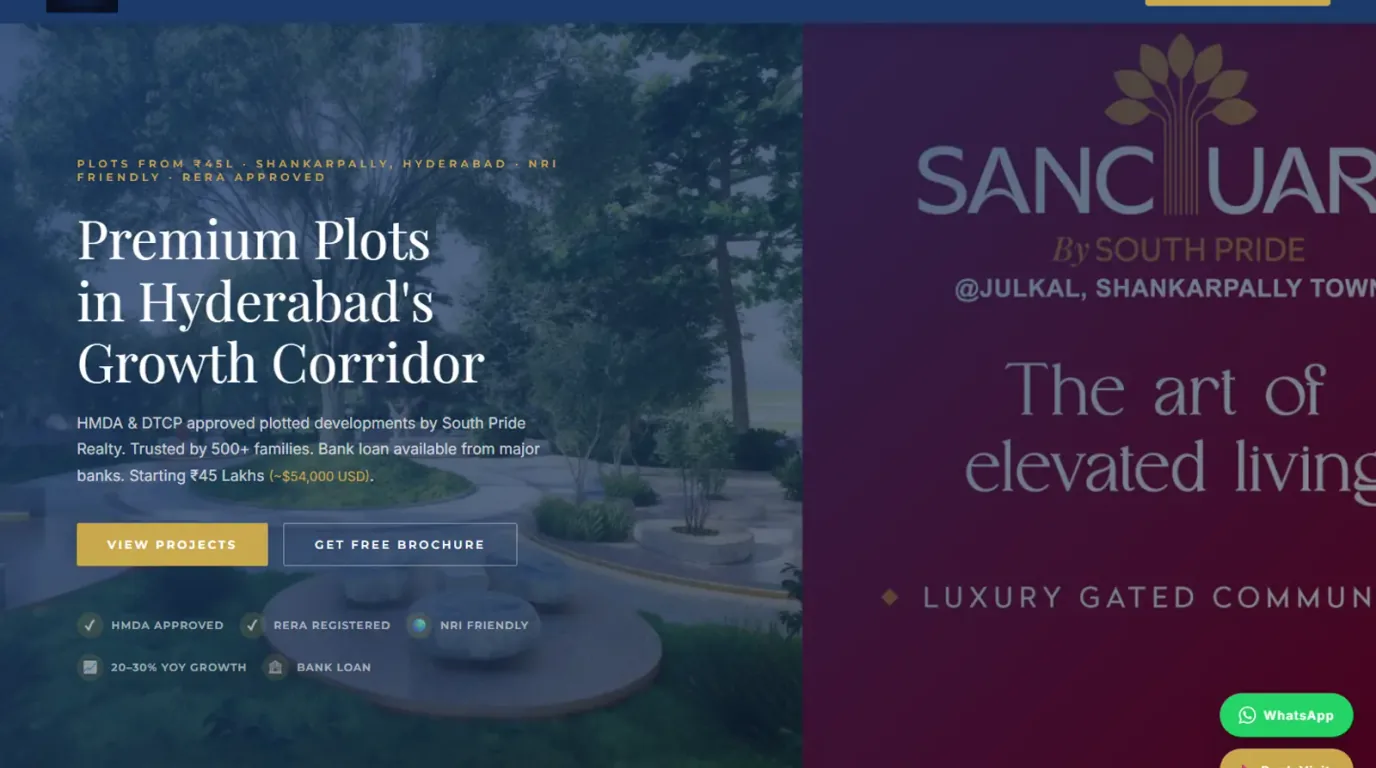 PLOTS FROM ₹45L · SHANKARPALLY, HYDERABAD · NRI
FRIENDLY · RERA APPROVED
Premium Plots
in Hyderabad's
Growth Corridor
HMDA & DTCP approved plotted developments by South Pride
Realty. Trusted by 500+ families. Bank loan available from major
banks. Starting ₹45 Lakhs (~$54,000 USD).
VIEW PROJECTS
GET FREE BROCHURE
✓ HMDA APPROVED
✓ RERA REGISTERED
NRI FRIENDLY
20–30% YOY GROWTH
BANK LOAN
SANCTUAR
By SOUTH PRIDE
@JULKAL, SHANKARPALLY TOWN
The art of
elevated living
LUXURY GATED COMMUN
WhatsApp